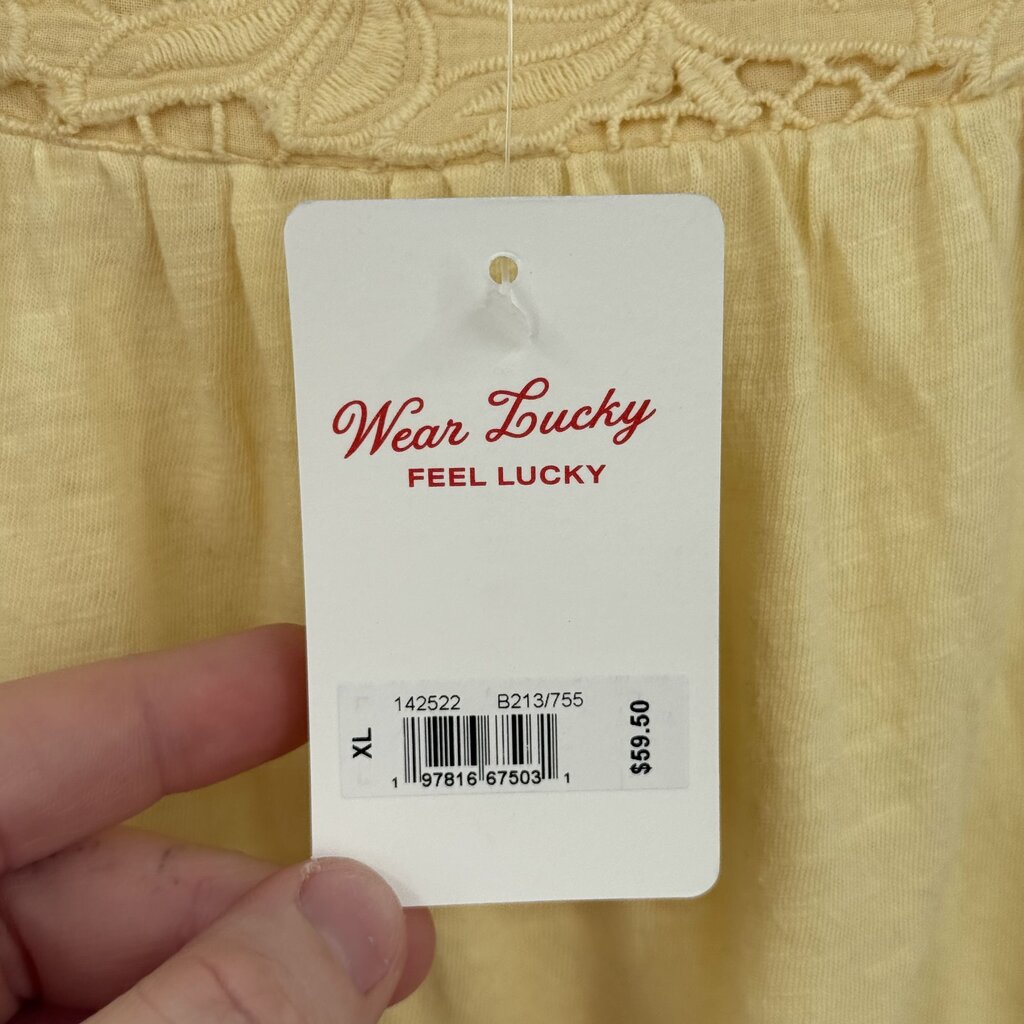 Wear Lucky
FEEL LUCKY
142522 B213/755
XL
1 97816 67503 1
$59.50